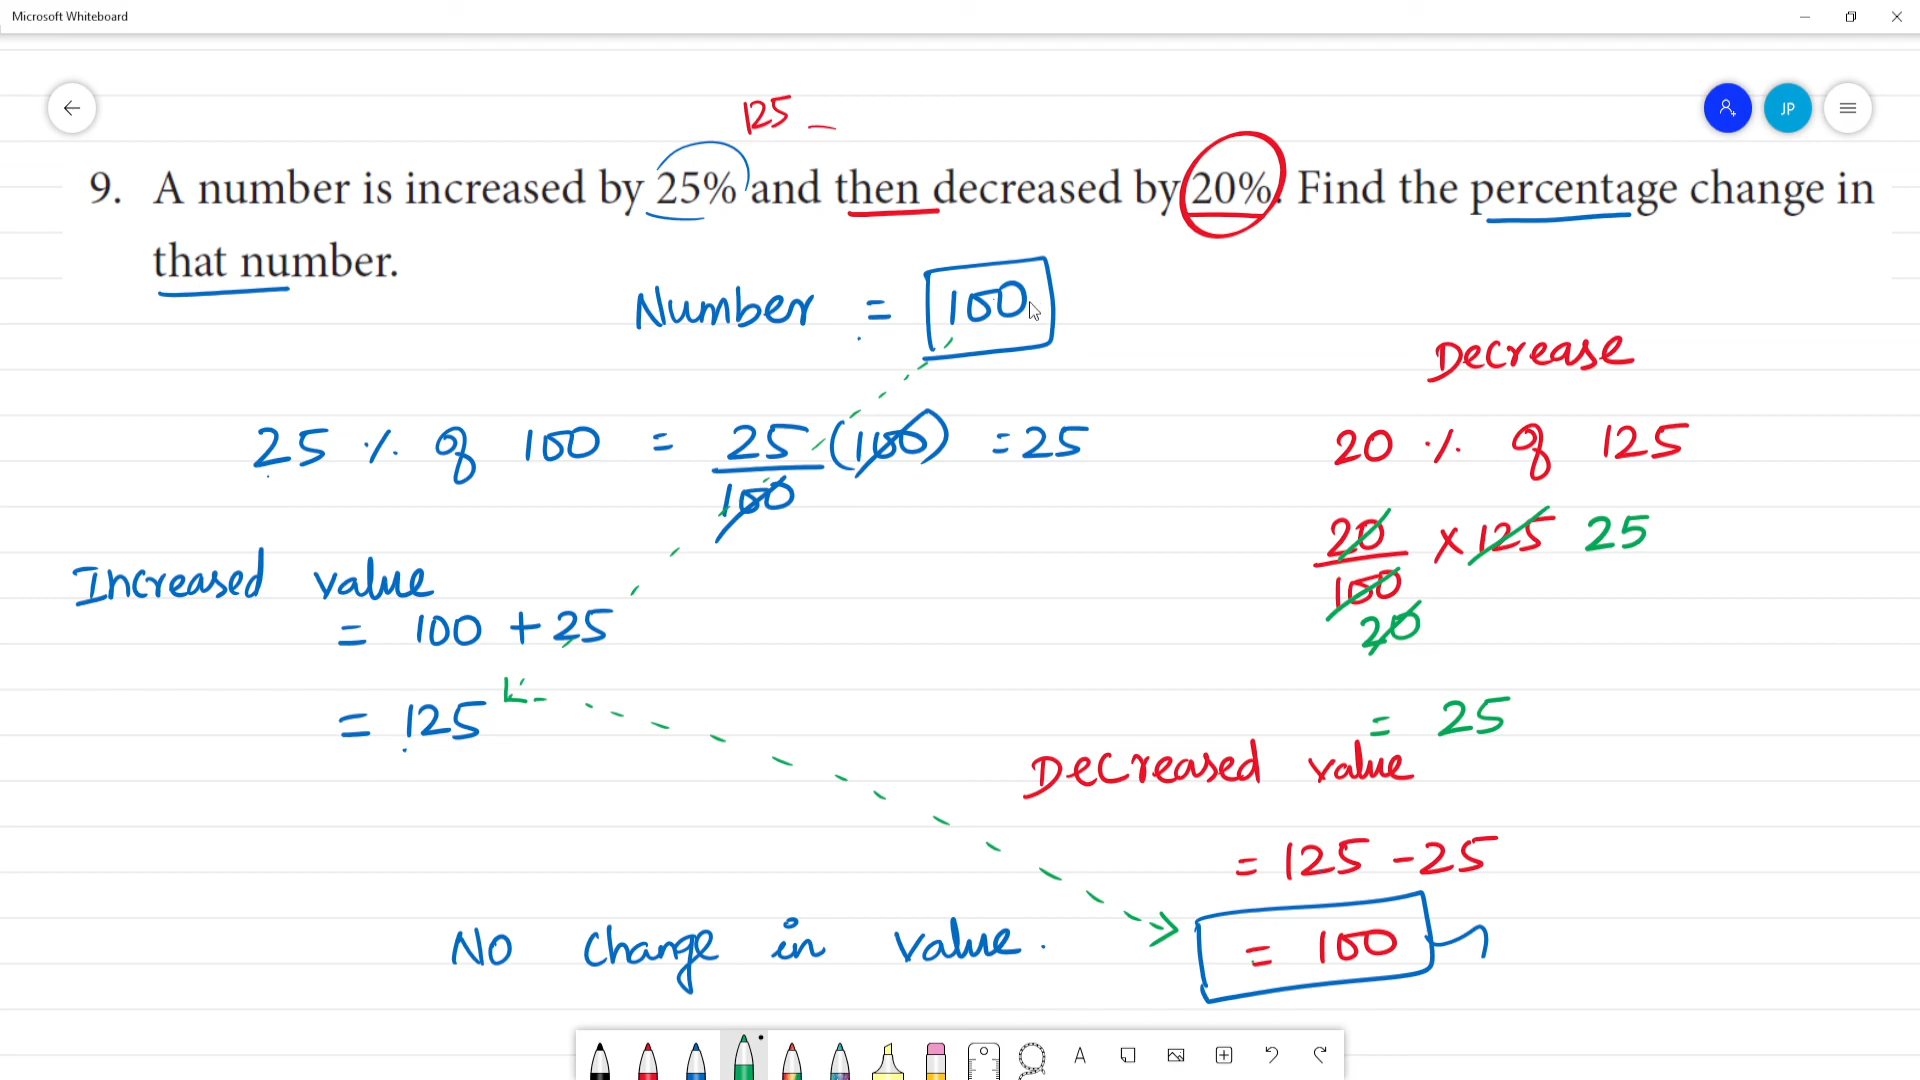 Microsoft Whiteboard
JP
125 –
9. A number is increased by 25% and then decreased by 20%. Find the percentage change in
that number.
Number = 100
Decrease
25 % of 100 = 25/100 (100) = 25
20 % of 125
20/100 × 125 25
20
Increased value
= 100 + 25
= 125
= 25
Decreased value
= 125 - 25
= 100
No change in value.
A